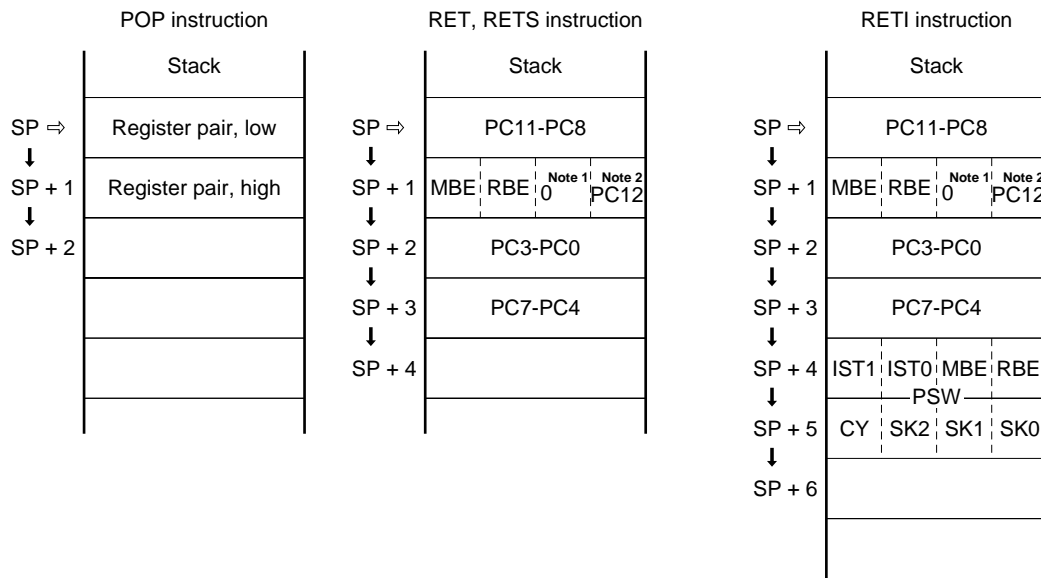 POP instruction
Stack
SP ⇨ Register pair, low
SP + 1 Register pair, high
SP + 2
RET, RETS instruction
Stack
SP ⇨ PC11-PC8
SP + 1 MBE RBE 0 Note 1 PC12 Note 2
SP + 2 PC3-PC0
SP + 3 PC7-PC4
SP + 4
RETI instruction
Stack
SP ⇨ PC11-PC8
SP + 1 MBE RBE 0 Note 1 PC12 Note 2
SP + 2 PC3-PC0
SP + 3 PC7-PC4
SP + 4 IST1 IST0 MBE RBE
PSW
SP + 5 CY SK2 SK1 SK0
SP + 6